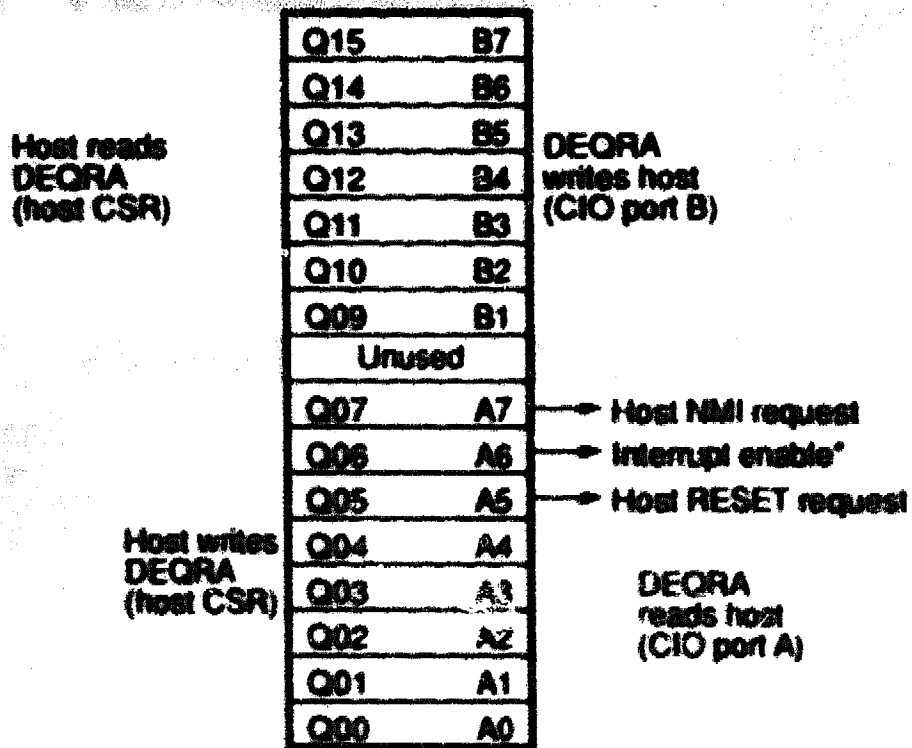 Q15 B7
Q14 B6
Q13 B5
Host reads
DEQRA
(host CSR)
DEQRA
writes host
(CIO port B)
Q12 B4
Q11 B3
Q10 B2
Q09 B1
Unused
Q07 A7 Host NMI request
Q06 A6 Interrupt enable*
Q05 A5 Host RESET request
Host writes
DEQRA
(host CSR)
Q04 A4
Q03 A3
DEQRA
reads host
(CIO port A)
Q02 A2
Q01 A1
Q00 A0